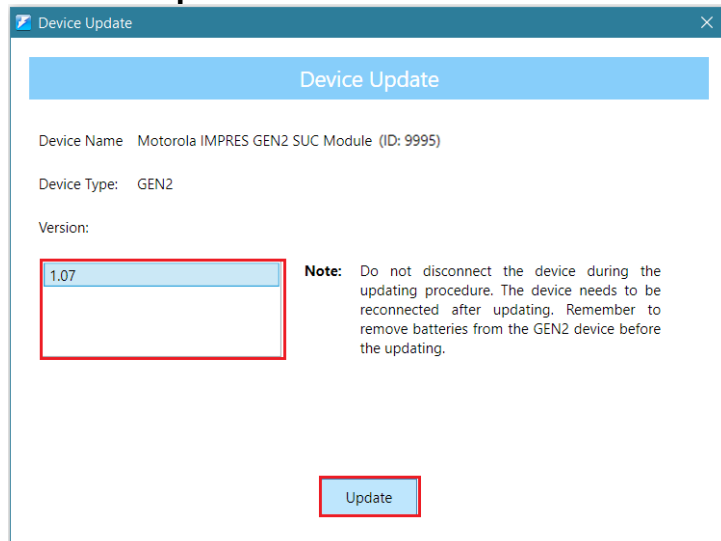 Device Update
Device Update
Device Name Motorola IMPRES GEN2 SUC Module (ID: 9995)
Device Type: GEN2
Version:
1.07
Note: Do not disconnect the device during the
updating procedure. The device needs to be
reconnected after updating. Remember to
remove batteries from the GEN2 device before
the updating.
Update